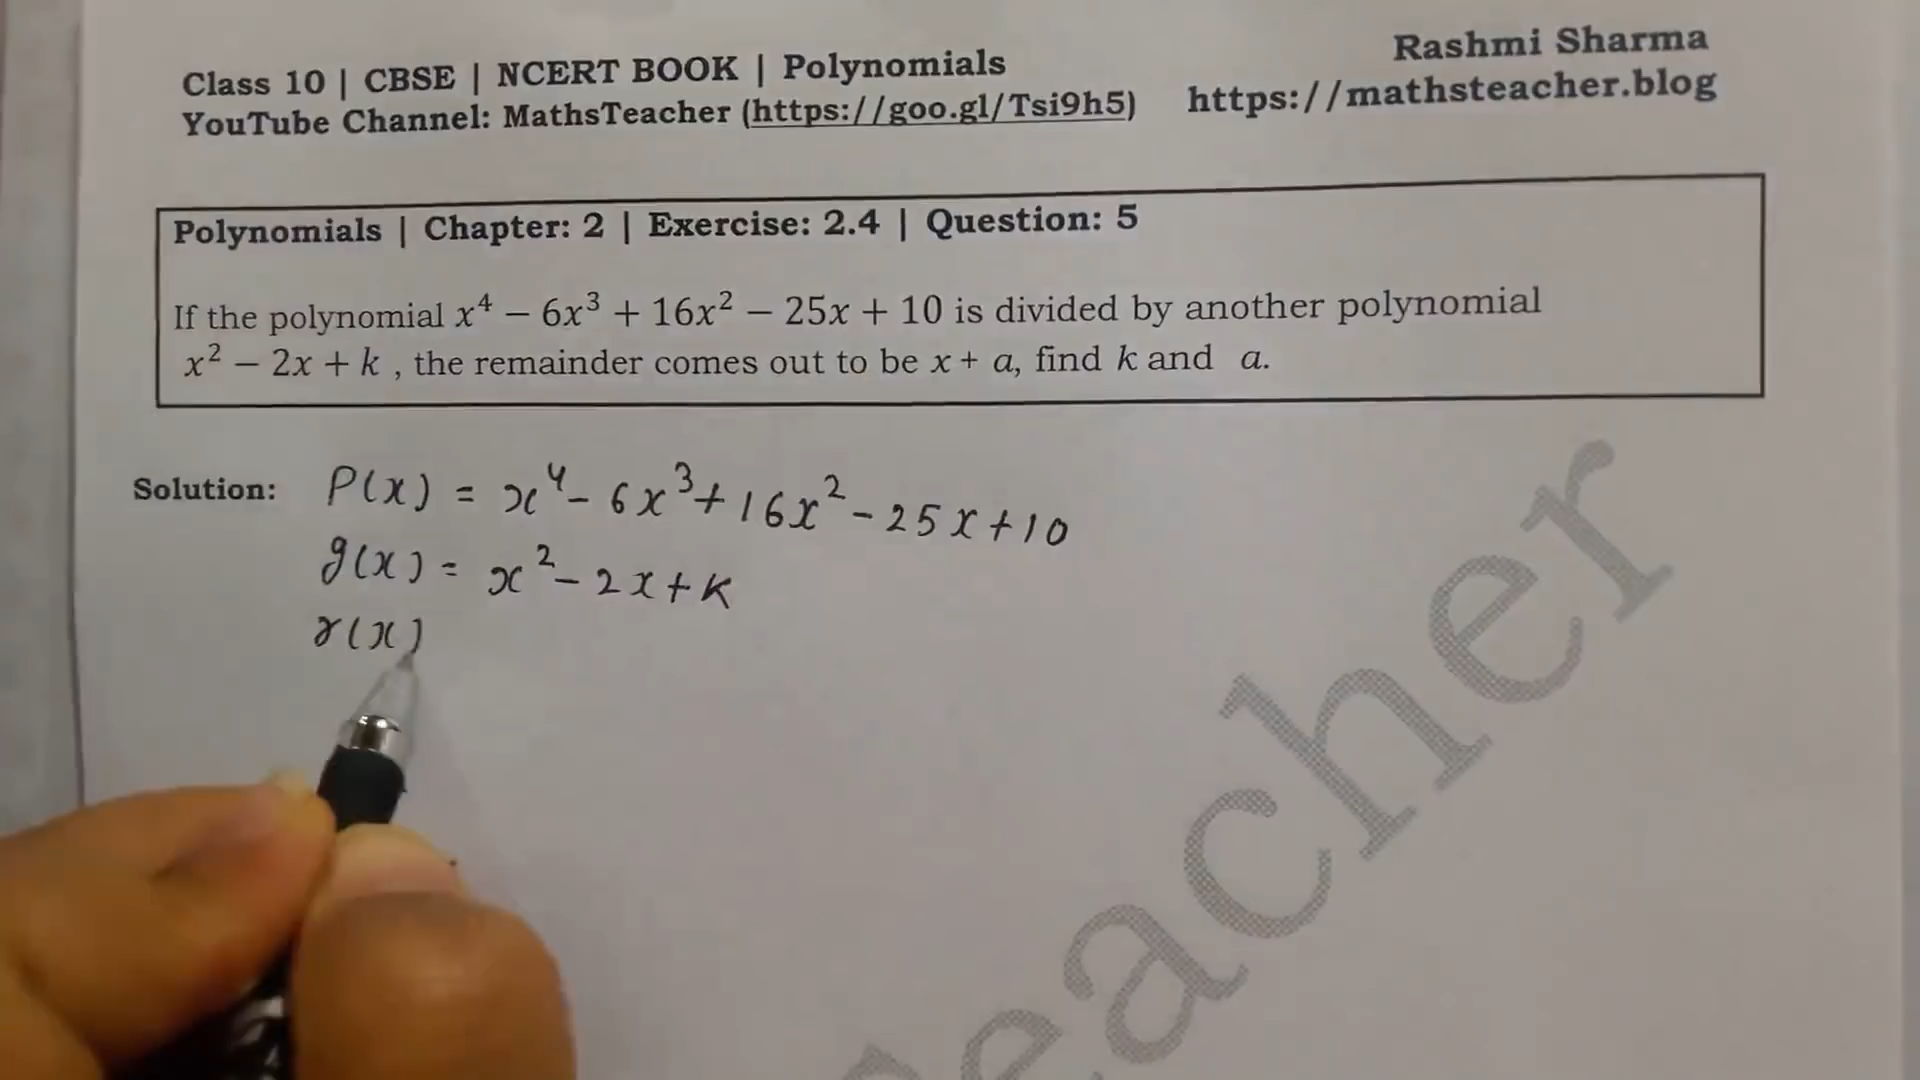 Class 10 | CBSE | NCERT BOOK | Polynomials
Rashmi Sharma
YouTube Channel: MathsTeacher (https://goo.gl/Tsi9h5)
https://mathsteacher.blog
Polynomials | Chapter: 2 | Exercise: 2.4 | Question: 5
If the polynomial x⁴ − 6x³ + 16x² − 25x + 10 is divided by another polynomial
x² − 2x + k , the remainder comes out to be x + a, find k and a.
Solution: P(x) = x⁴ − 6x³ + 16x² − 25x + 10
g(x) = x² − 2x + k
r(x)
eacher